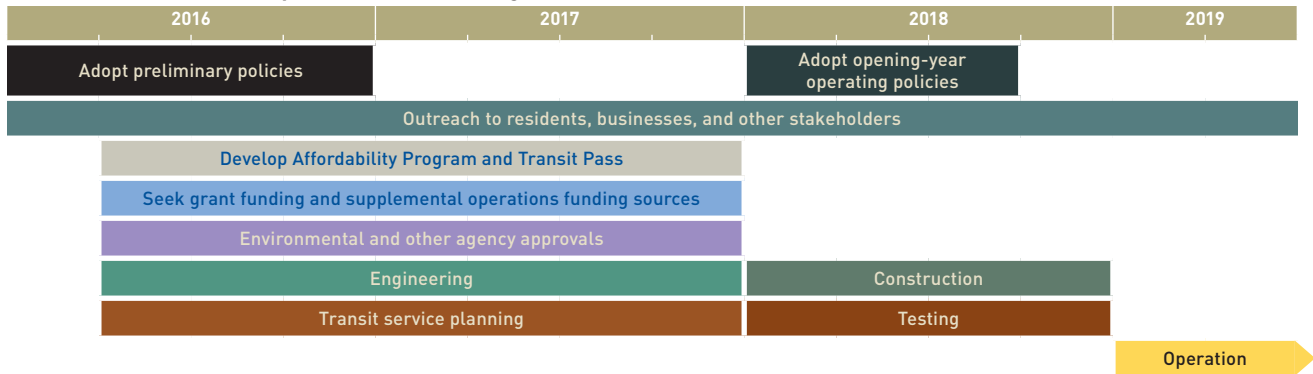 2016 2017 2018 2019
Adopt preliminary policies
Adopt opening-year
operating policies
Outreach to residents, businesses, and other stakeholders
Develop Affordability Program and Transit Pass
Seek grant funding and supplemental operations funding sources
Environmental and other agency approvals
Engineering
Construction
Transit service planning
Testing
Operation